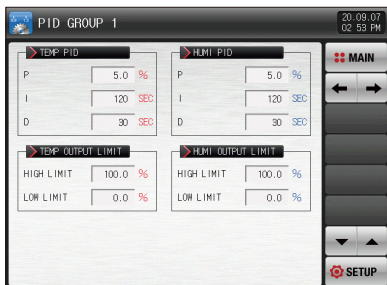 PID GROUP 1
20.09.07
02 53 PM
TEMP PID
P 5.0 %
I 120 SEC
D 30 SEC
HUMI PID
P 5.0 %
I 120 SEC
D 30 SEC
TEMP OUTPUT LIMIT
HIGH LIMIT 100.0 %
LOW LIMIT 0.0 %
HUMI OUTPUT LIMIT
HIGH LIMIT 100.0 %
LOW LIMIT 0.0 %
MAIN
SETUP